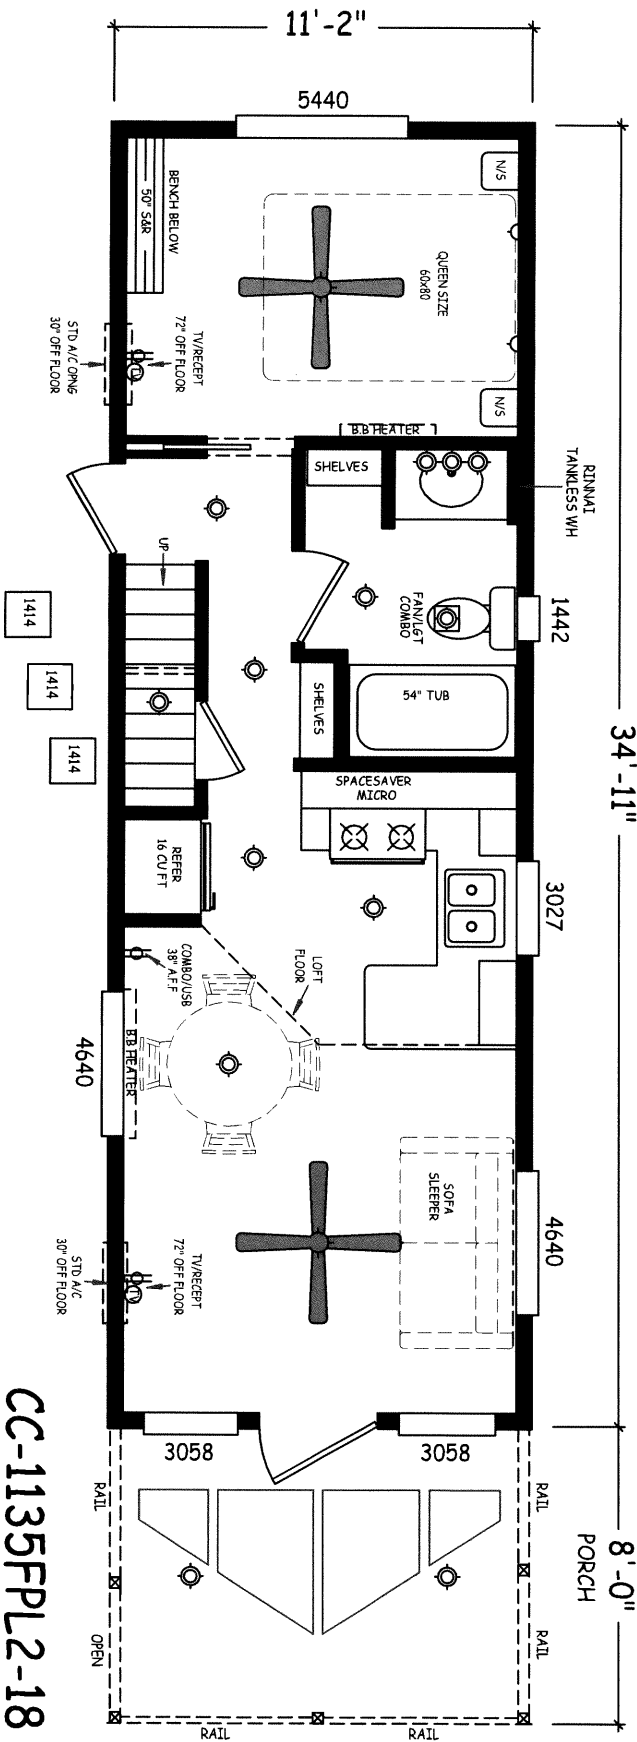 11'-2"
5440
N/S
BENCH BELOW
50" S&R
QUEEN SIZE
60x80
TV/RECEPT
72" OFF FLOOR
STD A/C OPNG
30" OFF FLOOR
TV
N/S
B.B HEATER
SHELVES
RINNAI
TANKLESS WH
UP
FAN/LGT
COMBO
1442
1414
1414
1414
SHELVES
54" TUB
34'-11"
SPACESAVER
MICRO
REFER
16 CU FT
3027
COMBO/USB
38" A.F.F
LOFT
FLOOR
B.B HEATER
4640
SOFA
SLEEPER
4640
TV/RECEPT
72" OFF FLOOR
STD A/C
30" OFF FLOOR
TV
3058
3058
RAIL
RAIL
8'-0"
PORCH
OPEN
RAIL
RAIL
RAIL
CC-1135FPL2-18